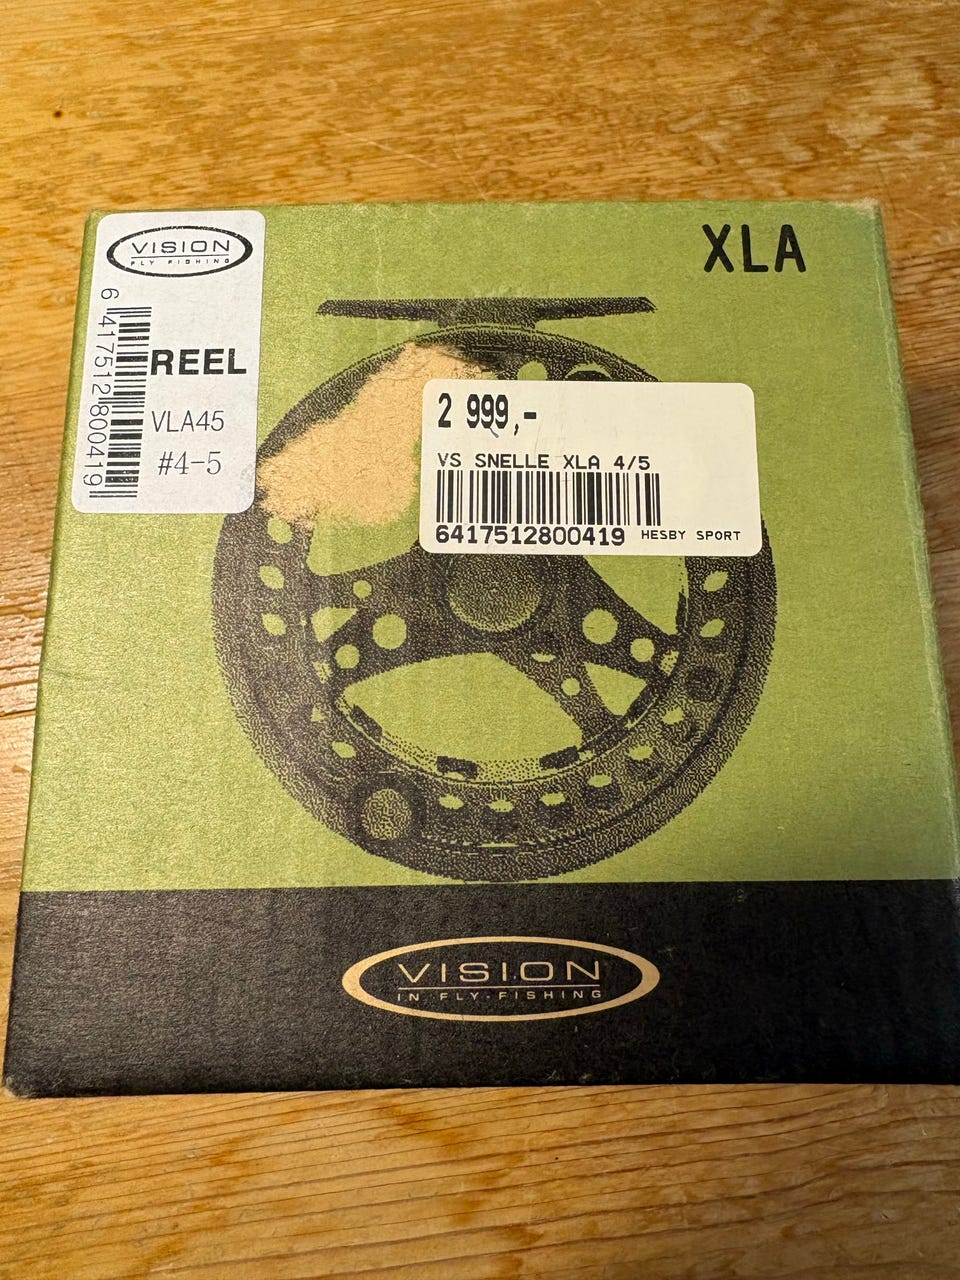 VISION
FLY FISHING
6 417512 800419
REEL
VLA45
#4-5
XLA
2 999,-
VS SNELLE XLA 4/5
6417512800419 HESBY SPORT
VISION
IN FLY-FISHING